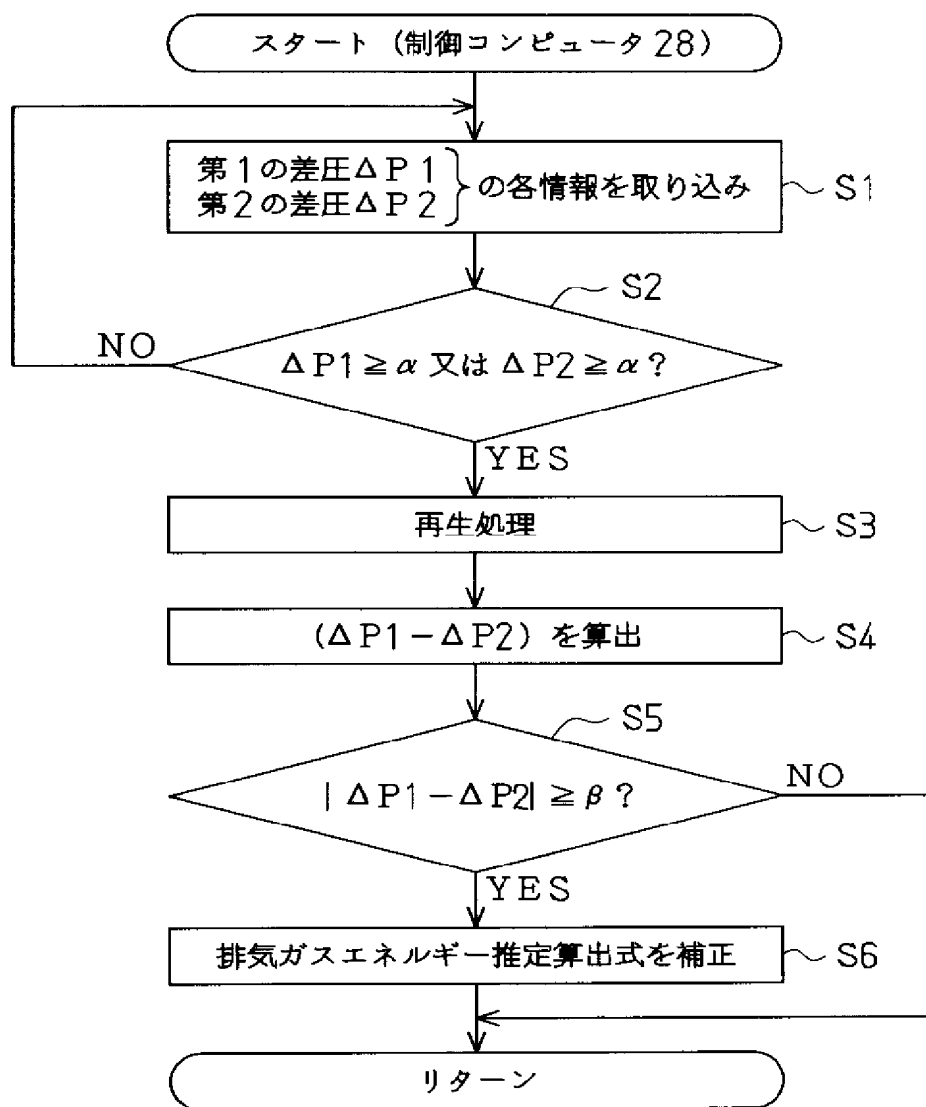 スタート (制御コンピュータ28)
第1の差圧ΔP1
第2の差圧ΔP2
の各情報を取り込み
S1
S2
NO
ΔP1≧α 又は ΔP2≧α?
YES
再生処理
S3
(ΔP1-ΔP2) を算出
S4
S5
NO
|ΔP1-ΔP2|≧β?
YES
排気ガスエネルギー推定算出式を補正
S6
リターン